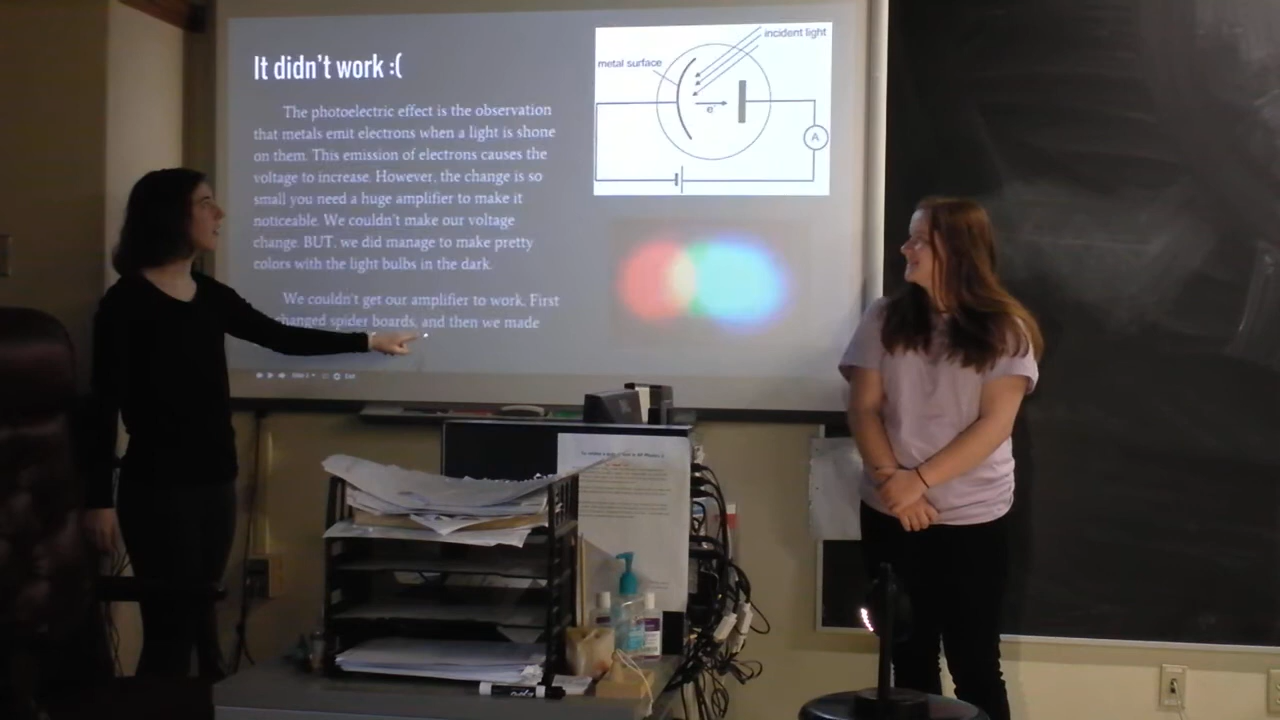 It didn't work :(
The photoelectric effect is the observation
that metals emit electrons when a light is shone
on them. This emission of electrons causes the
voltage to increase. However, the change is so
small you need a huge amplifier to make it
noticeable. We couldn't make our voltage
change. BUT, we did manage to make pretty
colors with the light bulbs in the dark.
We couldn't get our amplifier to work. First
changed spider boards, and then we made
incident light
metal surface
e-
A